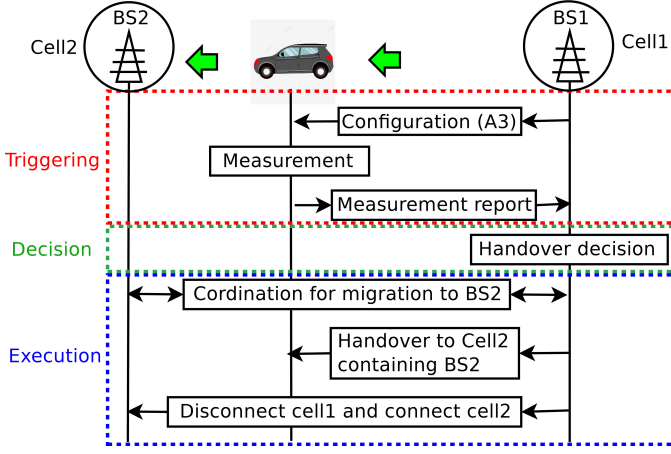 BS2
BS1
Cell2
Cell1
Configuration (A3)
Triggering
Measurement
Measurement report
Decision
Handover decision
Cordination for migration to BS2
Execution
Handover to Cell2
containing BS2
Disconnect cell1 and connect cell2